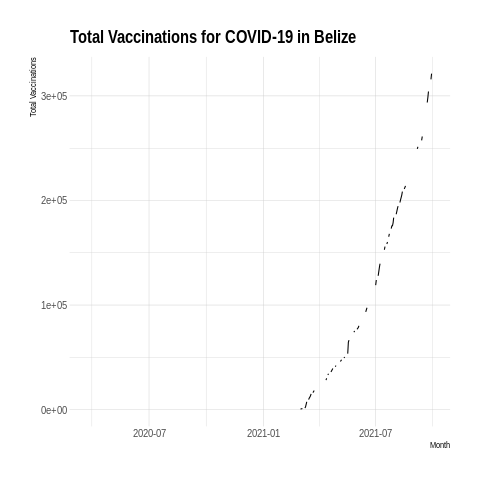 Total Vaccinations for COVID-19 in Belize
Total Vaccinations
3e+05
2e+05
1e+05
0e+00
2020-07 2021-01 2021-07
Month